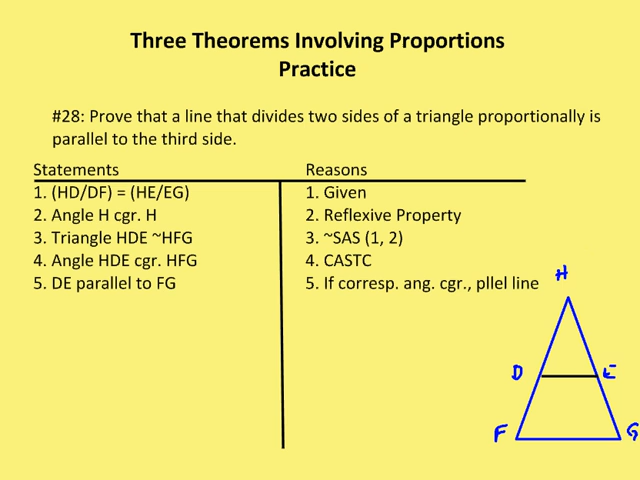 Three Theorems Involving Proportions
Practice
#28: Prove that a line that divides two sides of a triangle proportionally is
parallel to the third side.
Statements
Reasons
1. (HD/DF) = (HE/EG)
1. Given
2. Angle H cgr. H
2. Reflexive Property
3. Triangle HDE ~HFG
3. ~SAS (1, 2)
4. Angle HDE cgr. HFG
4. CASTC
5. DE parallel to FG
5. If corresp. ang. cgr., pllel line
H
D
E
F
G